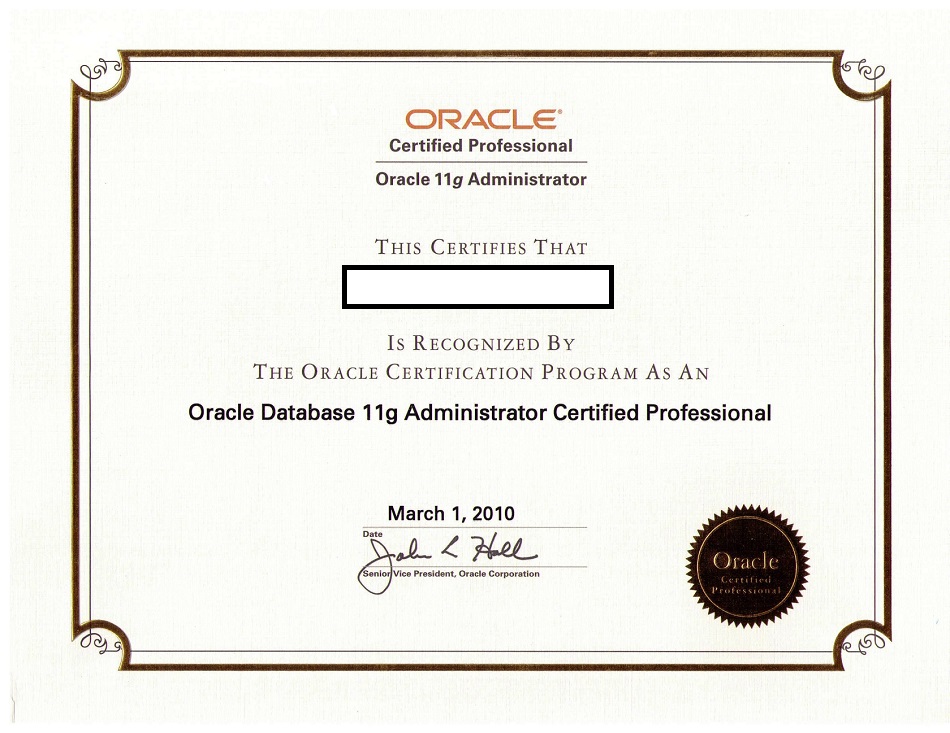 ORACLE®
Certified Professional
Oracle 11g Administrator
THIS CERTIFIES THAT
IS RECOGNIZED BY
THE ORACLE CERTIFICATION PROGRAM AS AN
Oracle Database 11g Administrator Certified Professional
March 1, 2010
Date
John L Hall
Senior Vice President, Oracle Corporation
Oracle
Certified
Professional